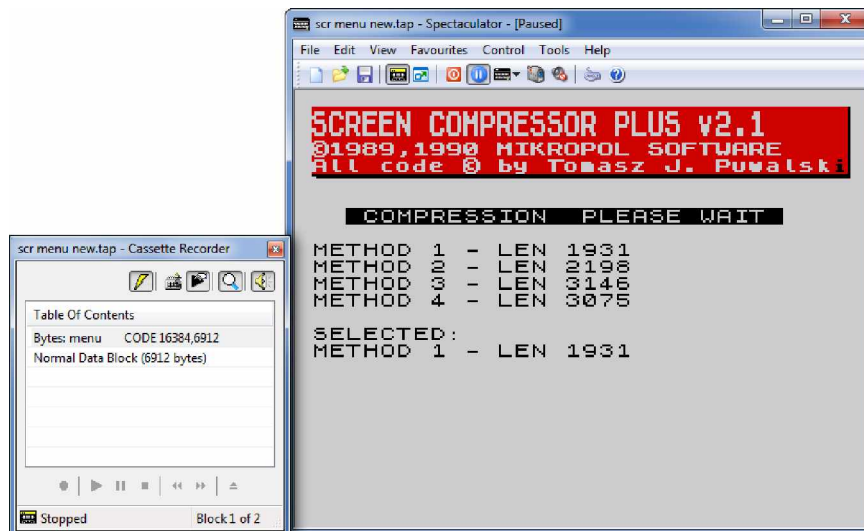 scr menu new.tap - Spectaculator - [Paused]
File Edit View Favourites Control Tools Help
SCREEN COMPRESSOR PLUS v2.1
©1989,1990 MIKROPOL SOFTWARE
All code © by Tomasz J. Puwalski
COMPRESSION PLEASE WAIT
METHOD 1 - LEN 1931
METHOD 2 - LEN 2198
METHOD 3 - LEN 3146
METHOD 4 - LEN 3075
SELECTED:
METHOD 1 - LEN 1931
scr menu new.tap - Cassette Recorder
Table Of Contents
Bytes: menu CODE 16384,6912
Normal Data Block (6912 bytes)
Stopped Block 1 of 2